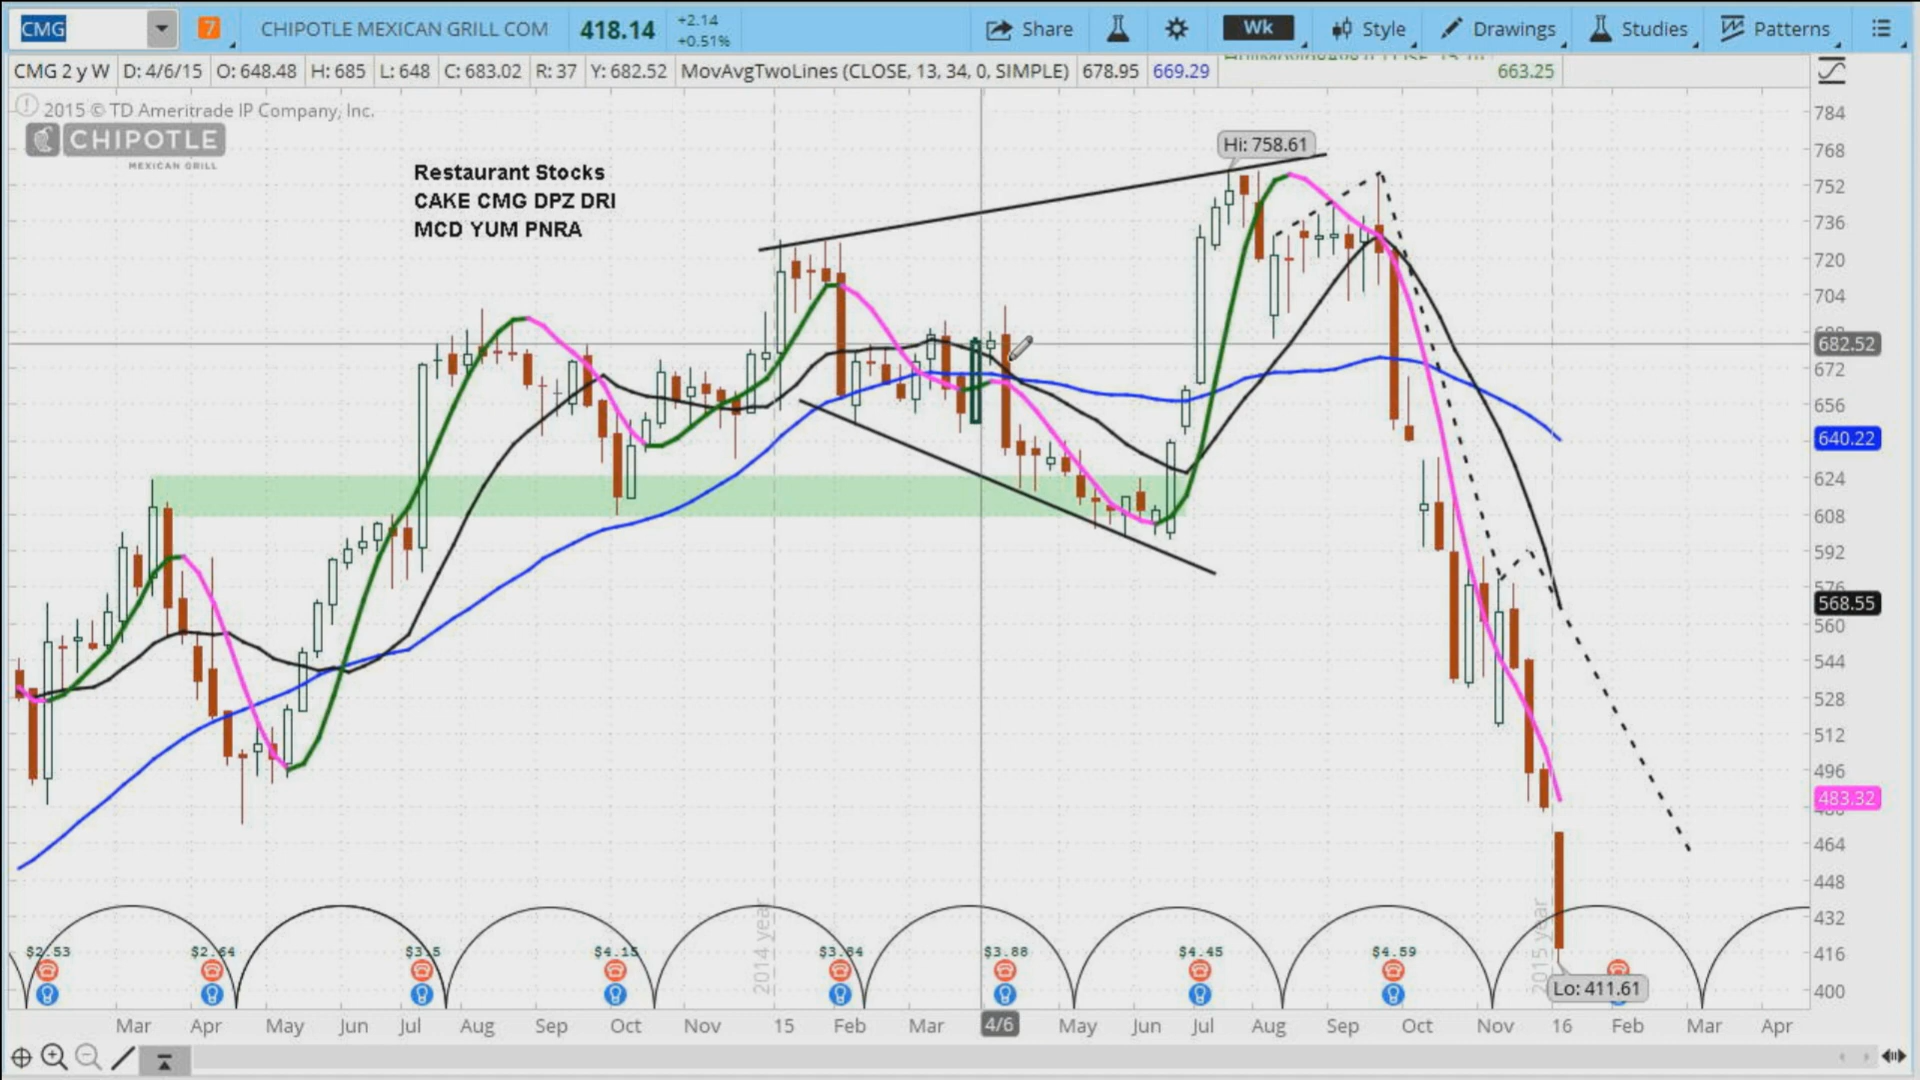 CMG 7 CHIPOTLE MEXICAN GRILL COM 418.14 +2.14 +0.51% Share Wk Style Drawings Studies Patterns
CMG 2 y W D: 4/6/15 O: 648.48 H: 685 L: 648 C: 683.02 R: 37 Y: 682.52 MovAvgTwoLines (CLOSE, 13, 34, 0, SIMPLE) 678.95 669.29 663.25
2015 © TD Ameritrade IP Company, Inc.
CHIPOTLE
MEXICAN GRILL
Restaurant Stocks
CAKE CMG DPZ DRI
MCD YUM PNRA
Hi: 758.61
784
768
752
736
720
704
682.52
672
656
640.22
624
608
592
576
568.55
560
544
528
512
496
483.32
464
448
432
416
400
2014 year
2015 year
$2.53 $2.64 $3.5 $4.15 $3.84 $3.88 $4.45 $4.59
Lo: 411.61
Mar Apr May Jun Jul Aug Sep Oct Nov 15 Feb Mar 4/6 May Jun Jul Aug Sep Oct Nov 16 Feb Mar Apr